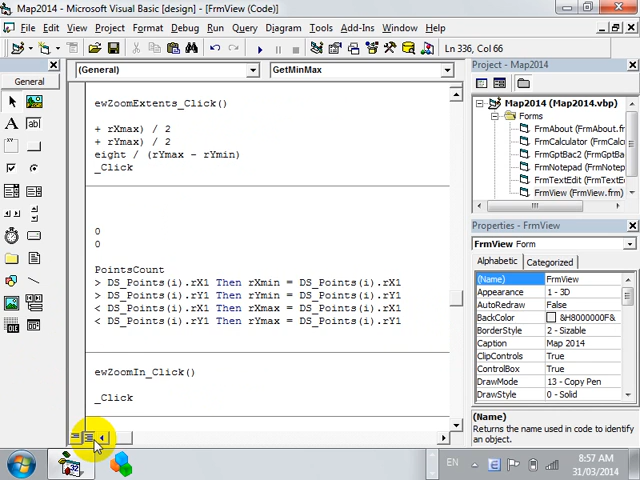 Map2014 - Microsoft Visual Basic [design] - [FrmView (Code)]
File Edit View Project Format Debug Run Query Diagram Tools Add-Ins Window Help
Ln 336, Col 66
General
(General) GetMinMax
ewZoomExtents_Click()
+ rXmax) / 2
+ rYmax) / 2
eight / (rYmax - rYmin)
_Click
0
0
PointsCount
> DS_Points(i).rX1 Then rXmin = DS_Points(i).rX1
> DS_Points(i).rY1 Then rYmin = DS_Points(i).rY1
< DS_Points(i).rX1 Then rXmax = DS_Points(i).rX1
< DS_Points(i).rY1 Then rYmax = DS_Points(i).rY1
ewZoomIn_Click()
_Click
Project - Map2014
Map2014 (Map2014.vbp)
Forms
FrmAbout (FrmAbout.fr
FrmCalculator (FrmCalc
FrmGptBac2 (FrmGptB
FrmNotepad (FrmNotep
FrmTextEdit (FrmTextEd
FrmView (FrmView.frm)
Properties - FrmView
FrmView Form
Alphabetic Categorized
(Name) FrmView
Appearance 1 - 3D
AutoRedraw False
BackColor &H8000000F&
BorderStyle 2 - Sizable
Caption Map 2014
ClipControls True
ControlBox True
DrawMode 13 - Copy Pen
DrawStyle 0 - Solid
(Name)
Returns the name used in code to identify an object.
EN
8:57 AM
31/03/2014